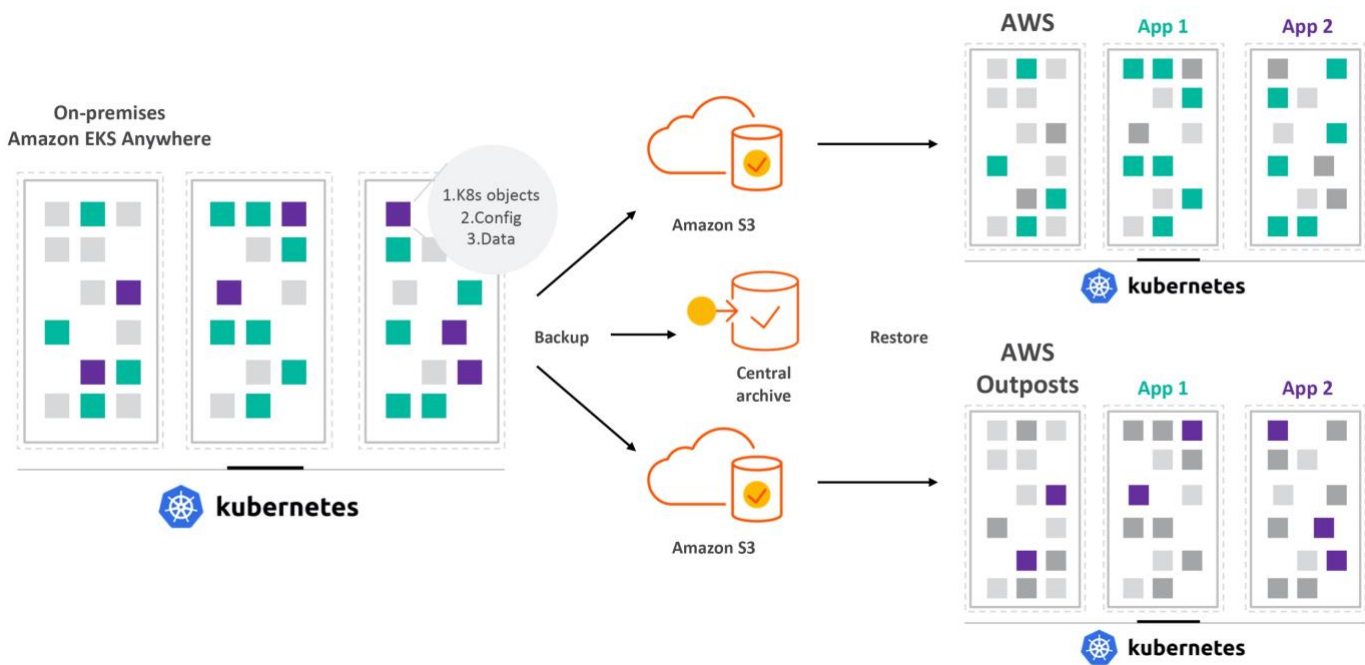 On-premises
Amazon EKS Anywhere
1.K8s objects
2.Config
3.Data
kubernetes
Backup
Amazon S3
Central
archive
Amazon S3
Restore
AWS
App 1
App 2
kubernetes
AWS
Outposts
App 1
App 2
kubernetes